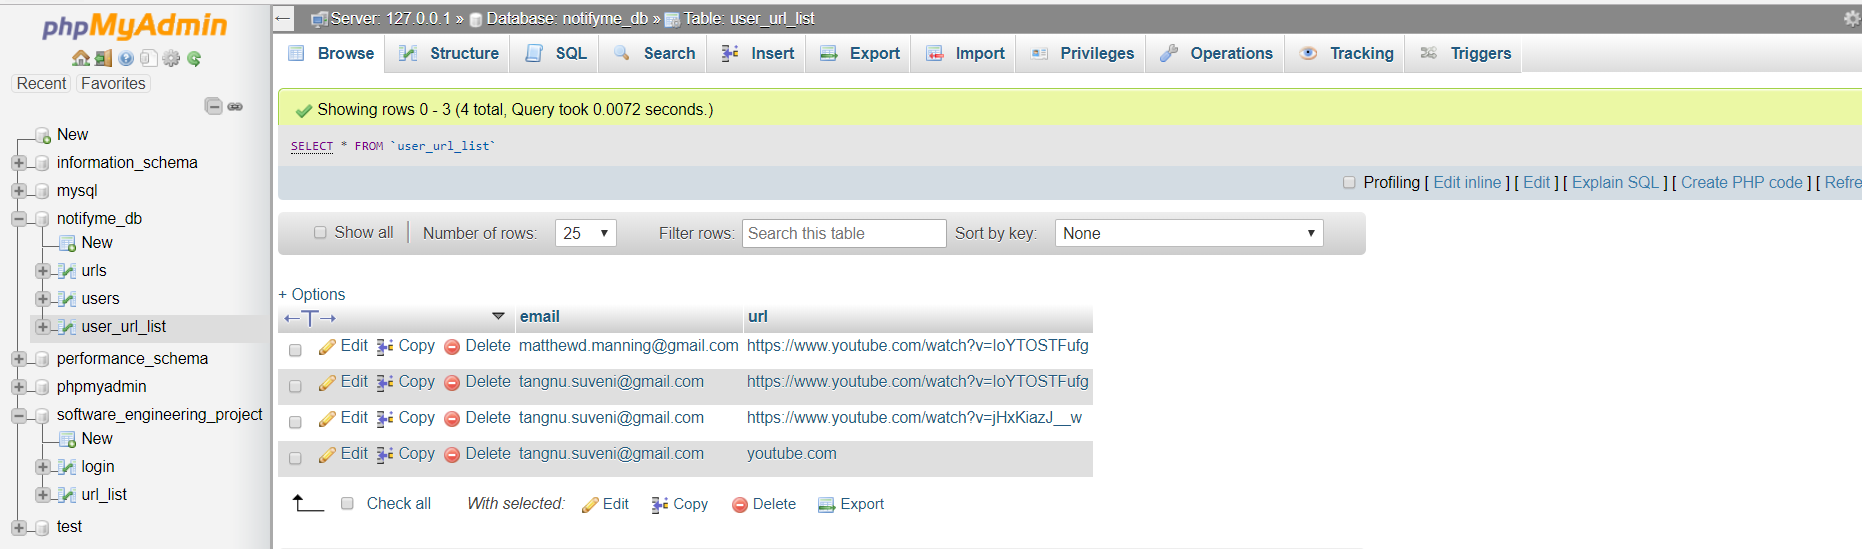 phpMyAdmin
Recent Favorites
New
information_schema
mysql
notifyme_db
New
urls
users
user_url_list
performance_schema
phpmyadmin
software_engineering_project
New
login
url_list
test
Server: 127.0.0.1 » Database: notifyme_db » Table: user_url_list
Browse Structure SQL Search Insert Export Import Privileges Operations Tracking Triggers
Showing rows 0 - 3 (4 total, Query took 0.0072 seconds.)
SELECT * FROM `user_url_list`
Profiling [ Edit inline ] [ Edit ] [ Explain SQL ] [ Create PHP code ] [ Refre
Show all Number of rows: 25 Filter rows: Search this table Sort by key: None
+ Options
←T→ email url
Edit Copy Delete matthewd.manning@gmail.com https://www.youtube.com/watch?v=loYTOSTFufg
Edit Copy Delete tangnu.suveni@gmail.com https://www.youtube.com/watch?v=loYTOSTFufg
Edit Copy Delete tangnu.suveni@gmail.com https://www.youtube.com/watch?v=jHxKiazJ__w
Edit Copy Delete tangnu.suveni@gmail.com youtube.com
Check all With selected: Edit Copy Delete Export